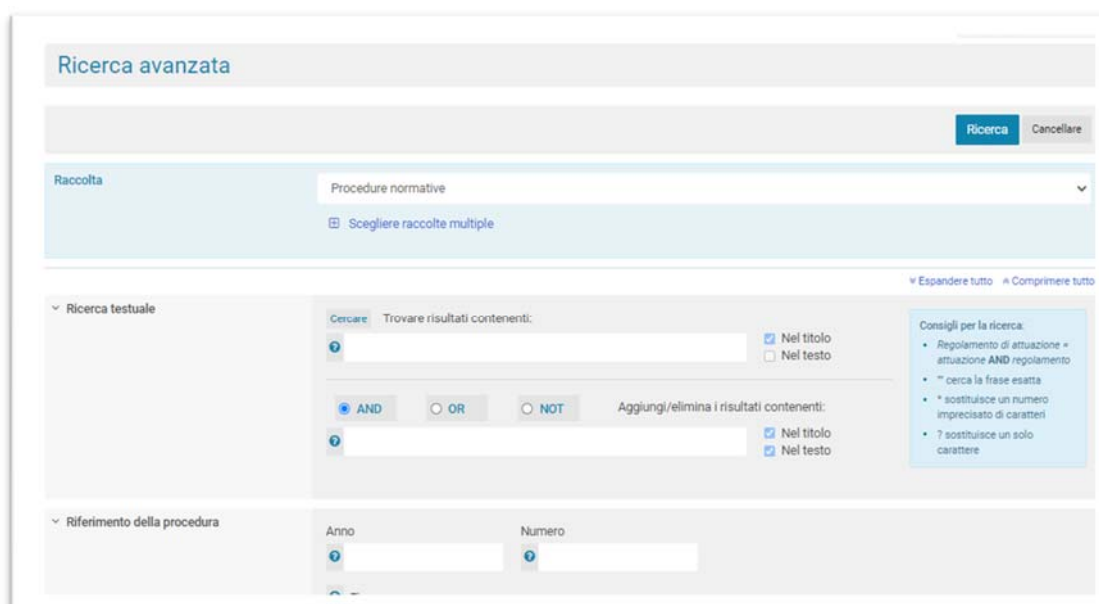 Ricerca avanzata
Ricerca Cancellare
Raccolta
Procedure normative
Scegliere raccolte multiple
Espandere tutto Comprimere tutto
Ricerca testuale
Cercare Trovare risultati contenenti:
Nel titolo
Nel testo
AND OR NOT Aggiungi/elimina i risultati contenenti:
Nel titolo
Nel testo
Consigli per la ricerca:
• Regolamento di attuazione =
attuazione AND regolamento
• "" cerca la frase esatta
• * sostituisce un numero
imprecisato di caratteri
• ? sostituisce un solo
carattere
Riferimento della procedura
Anno Numero